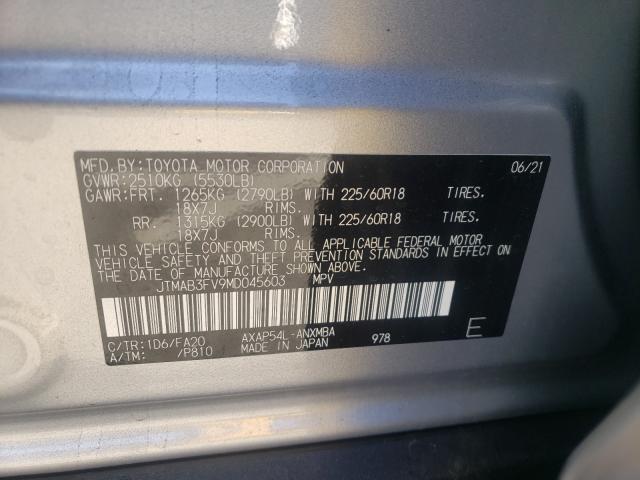 MFD. BY: TOYOTA MOTOR CORPORATION 06/21
GVWR: 2510KG (5530LB)
GAWR: FRT. 1265KG (2790LB) WITH 225/60R18 TIRES.
18X7J RIMS.
RR. 1315KG (2900LB) WITH 225/60R18 TIRES.
18X7J RIMS.
THIS VEHICLE CONFORMS TO ALL APPLICABLE FEDERAL MOTOR
VEHICLE SAFETY AND THEFT PREVENTION STANDARDS IN EFFECT ON
THE DATE OF MANUFACTURE SHOWN ABOVE.
JTMAB3FV9MD045603 MPV
C/TR: 1D6/FA20 AXAP54L-ANXMBA
A/TM: /P810 MADE IN JAPAN 978 E